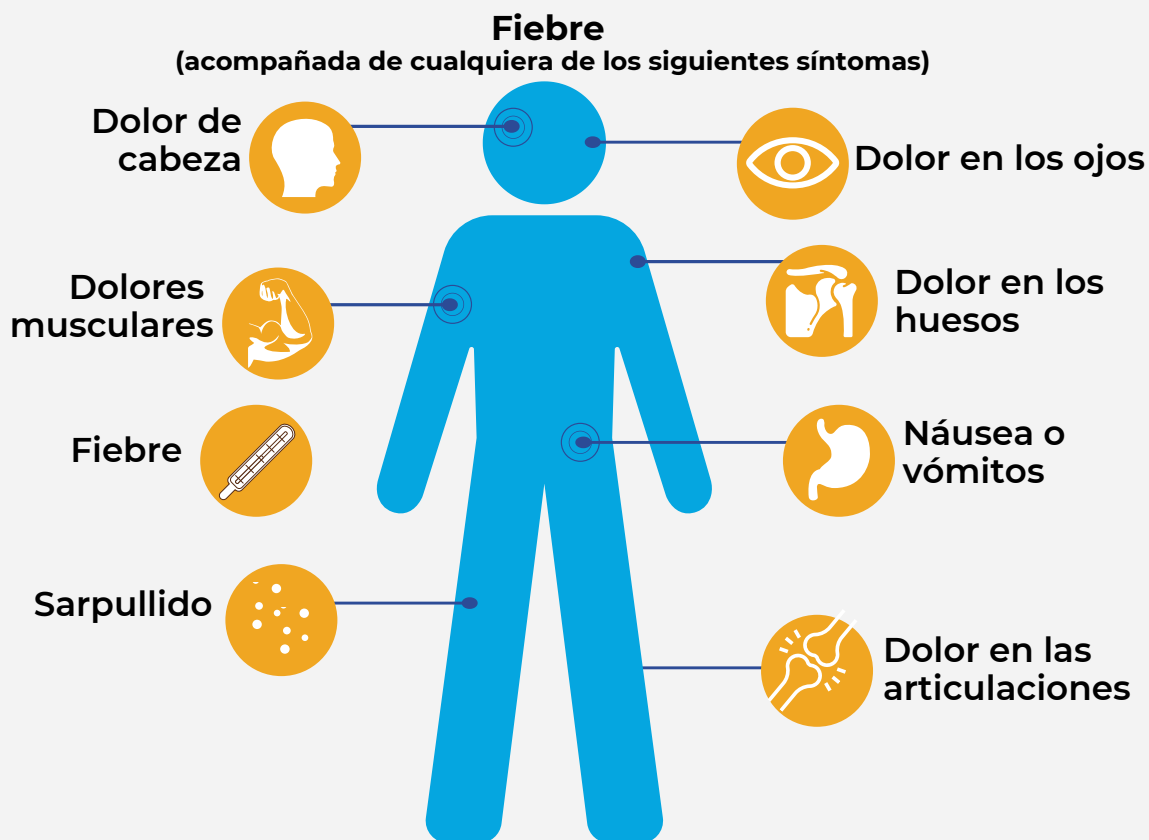 Fiebre
(acompañada de cualquiera de los siguientes síntomas)
Dolor de
cabeza
Dolor en los ojos
Dolores
musculares
Dolor en los
huesos
Fiebre
Náusea o
vómitos
Sarpullido
Dolor en las
articulaciones